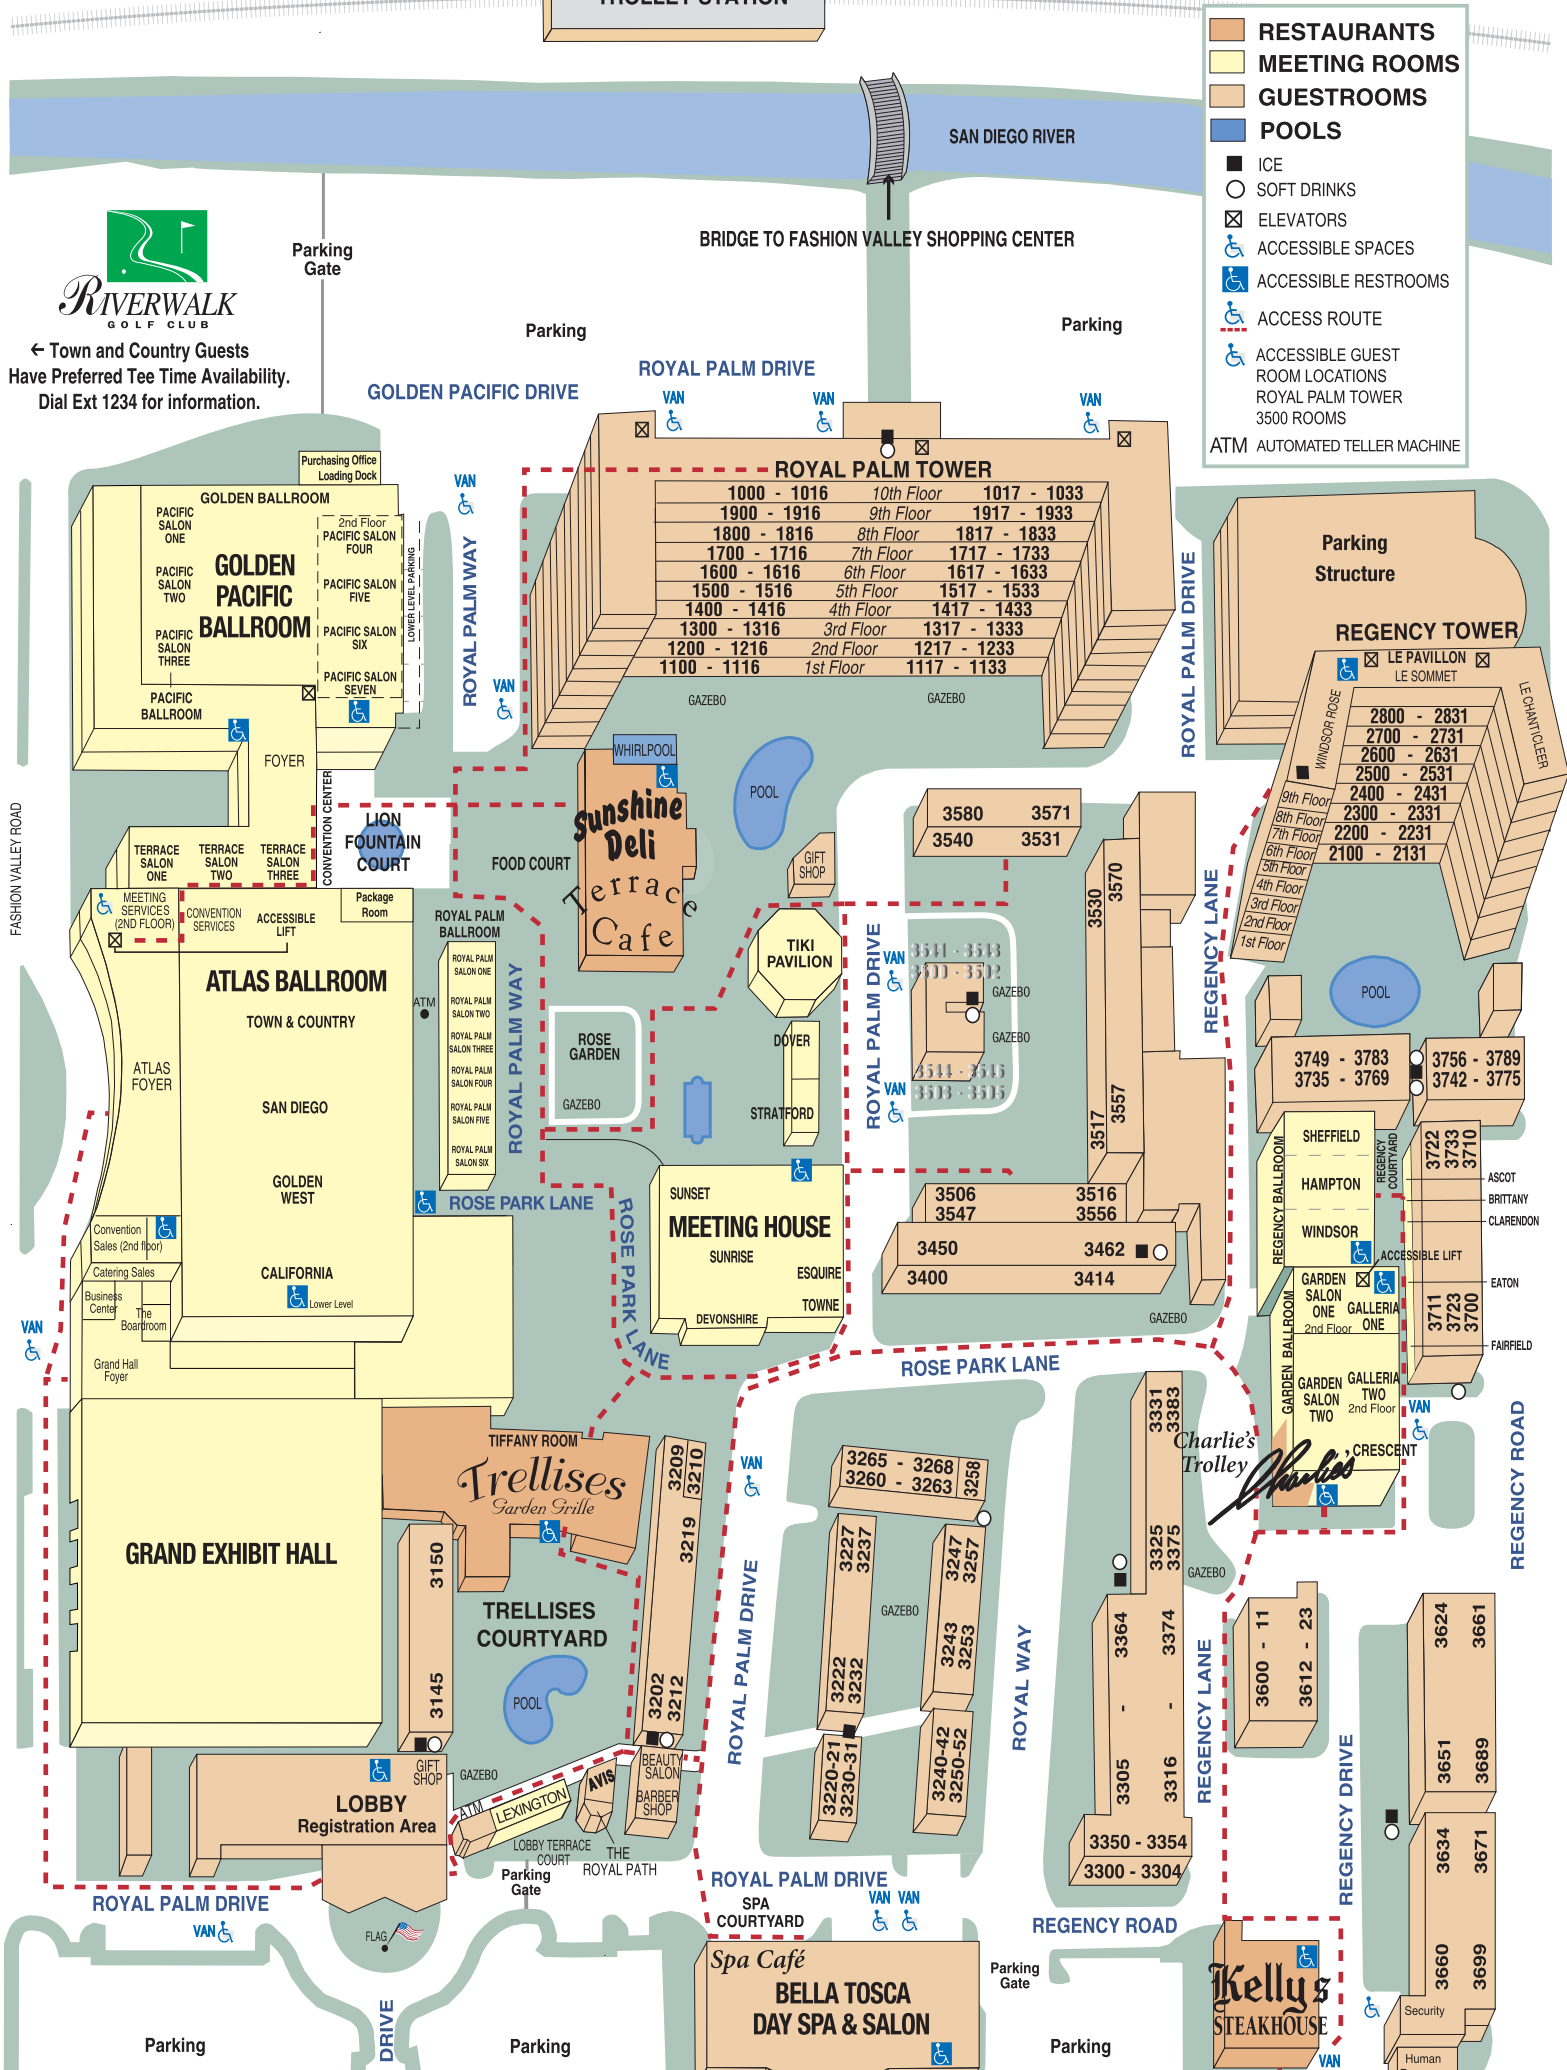 TROLLEY STATION
RESTAURANTS
MEETING ROOMS
GUESTROOMS
POOLS
ICE
SOFT DRINKS
ELEVATORS
ACCESSIBLE SPACES
ACCESSIBLE RESTROOMS
ACCESS ROUTE
ACCESSIBLE GUEST
ROOM LOCATIONS
ROYAL PALM TOWER
3500 ROOMS
ATM AUTOMATED TELLER MACHINE
SAN DIEGO RIVER
BRIDGE TO FASHION VALLEY SHOPPING CENTER
Parking
Gate
RIVERWALK
GOLF CLUB
← Town and Country Guests
Have Preferred Tee Time Availability.
Dial Ext 1234 for information.
Parking
Parking
ROYAL PALM DRIVE
GOLDEN PACIFIC DRIVE
VAN
VAN
VAN
VAN
VAN
ROYAL PALM WAY
ROYAL PALM TOWER
1000 - 1016 10th Floor 1017 - 1033
1900 - 1916 9th Floor 1917 - 1933
1800 - 1816 8th Floor 1817 - 1833
1700 - 1716 7th Floor 1717 - 1733
1600 - 1616 6th Floor 1617 - 1633
1500 - 1516 5th Floor 1517 - 1533
1400 - 1416 4th Floor 1417 - 1433
1300 - 1316 3rd Floor 1317 - 1333
1200 - 1216 2nd Floor 1217 - 1233
1100 - 1116 1st Floor 1117 - 1133
GAZEBO
GAZEBO
ROYAL PALM DRIVE
Purchasing Office
Loading Dock
GOLDEN BALLROOM
PACIFIC
SALON
ONE
PACIFIC
SALON
TWO
PACIFIC
SALON
THREE
GOLDEN
PACIFIC
BALLROOM
2nd Floor
PACIFIC SALON
FOUR
PACIFIC SALON
FIVE
PACIFIC SALON
SIX
PACIFIC SALON
SEVEN
LOWER LEVEL PARKING
PACIFIC
BALLROOM
FOYER
CONVENTION CENTER
LION
FOUNTAIN
COURT
TERRACE
SALON
ONE
TERRACE
SALON
TWO
TERRACE
SALON
THREE
FASHION VALLEY ROAD
Parking
Structure
REGENCY TOWER
LE PAVILLON
LE SOMMET
WINDSOR ROSE
LE CHANTICLEER
2800 - 2831
2700 - 2731
2600 - 2631
2500 - 2531
2400 - 2431
2300 - 2331
2200 - 2231
2100 - 2131
9th Floor
8th Floor
7th Floor
6th Floor
5th Floor
4th Floor
3rd Floor
2nd Floor
1st Floor
WHIRLPOOL
Sunshine
Deli
Terrace
Cafe
FOOD COURT
POOL
GIFT
SHOP
3580 3571
3540 3531
3530
3570
3517
3557
REGENCY LANE
MEETING
SERVICES
(2ND FLOOR)
CONVENTION
SERVICES
ACCESSIBLE
LIFT
Package
Room
ATLAS BALLROOM
TOWN & COUNTRY
SAN DIEGO
GOLDEN
WEST
CALIFORNIA
Lower Level
ATLAS
FOYER
ATM
ROYAL PALM
BALLROOM
ROYAL PALM
SALON ONE
ROYAL PALM
SALON TWO
ROYAL PALM
SALON THREE
ROYAL PALM
SALON FOUR
ROYAL PALM
SALON FIVE
ROYAL PALM
SALON SIX
ROYAL PALM WAY
ROSE
GARDEN
GAZEBO
TIKI
PAVILION
DOVER
STRATFORD
ROYAL PALM DRIVE
VAN
VAN
3541 - 3543
3500 - 3502
GAZEBO
GAZEBO
3544 - 3546
3503 - 3505
POOL
3749 - 3783
3735 - 3769
3756 - 3789
3742 - 3775
SHEFFIELD
HAMPTON
WINDSOR
REGENCY BALLROOM
REGENCY
COURTYARD
3722
3733
3710
ASCOT
BRITTANY
CLARENDON
EATON
FAIRFIELD
3711
3723
3700
ACCESSIBLE LIFT
GARDEN
SALON
ONE
2nd Floor
GALLERIA
ONE
GARDEN BALLROOM
GARDEN
SALON
TWO
GALLERIA
TWO
2nd Floor
CRESCENT
Charlie's
Trolley
Charlie's
VAN
REGENCY ROAD
ROSE PARK LANE
ROSE PARK LANE
SUNSET
MEETING HOUSE
SUNRISE
ESQUIRE
TOWNE
DEVONSHIRE
3506 3516
3547 3556
3450 3462
3400 3414
GAZEBO
ROSE PARK LANE
Convention
Sales (2nd floor)
Catering Sales
Business
Center
The
Boardroom
Grand Hall
Foyer
VAN
GRAND EXHIBIT HALL
TIFFANY ROOM
Trellises
Garden Grille
3150
3145
TRELLISES
COURTYARD
POOL
3209
3210
3219
3202
3212
VAN
ROYAL PALM DRIVE
3265 - 3268
3260 - 3263
3258
3227
3237
3222
3232
3247
3257
3243
3253
GAZEBO
3220-21
3230-31
3240-42
3250-52
ROYAL WAY
3331
3383
3325
3375
GAZEBO
3364 - 3305
3374 - 3316
3350 - 3354
3300 - 3304
REGENCY LANE
3600 - 11
3612 - 23
3624
3661
3651
3689
3634
3671
3660
3699
REGENCY DRIVE
GIFT
SHOP
GAZEBO
LOBBY
Registration Area
ATM
LEXINGTON
AVIS
BEAUTY
SALON
BARBER
SHOP
LOBBY TERRACE
COURT
THE
ROYAL PATH
Parking
Gate
ROYAL PALM DRIVE
VAN
FLAG
DRIVE
Parking
Parking
ROYAL PALM DRIVE
SPA
COURTYARD
VAN VAN
Spa Café
BELLA TOSCA
DAY SPA & SALON
REGENCY ROAD
Parking
Gate
Parking
Kelly's
STEAKHOUSE
VAN
Security
Human